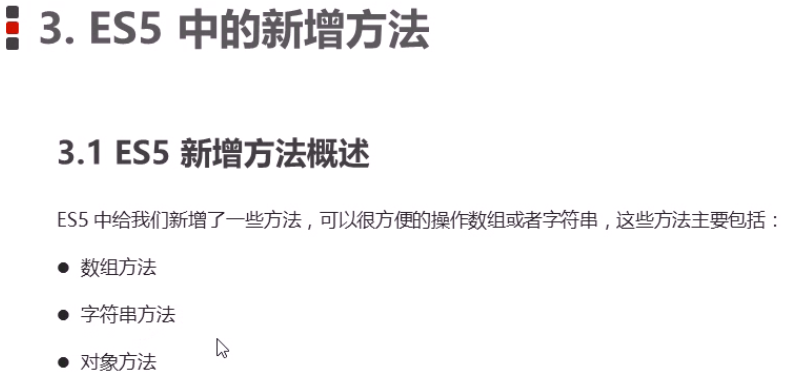 3. ES5 中的新增方法
3.1 ES5 新增方法概述
ES5 中给我们新增了一些方法，可以很方便的操作数组或者字符串，这些方法主要包括：
● 数组方法
● 字符串方法
● 对象方法